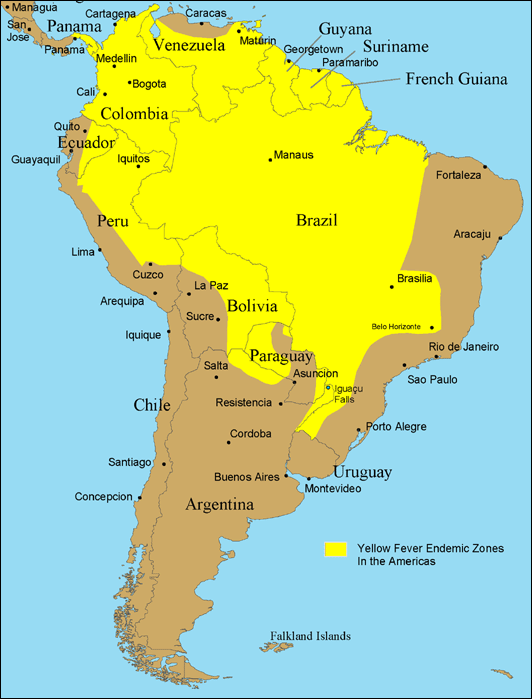 Managua
San
José
Panama
Panama
Cartagena
Caracas
Venezuela
Maturin
Guyana
Georgetown
Suriname
Paramaribo
French Guiana
Medellin
Bogota
Cali
Colombia
Quito
Ecuador
Guayaquil
Iquitos
Manaus
Fortaleza
Peru
Brazil
Aracaju
Lima
Cuzco
Brasilia
Arequipa
La Paz
Bolivia
Sucre
Belo Horizonte
Iquique
Rio de Janeiro
Paraguay
Salta
Asuncion
Sao Paulo
Iguaçu
Falls
Chile
Resistencia
Cordoba
Porto Alegre
Santiago
Buenos Aires
Uruguay
Montevideo
Concepcion
Argentina
Yellow Fever Endemic Zones
In the Americas
Falkland Islands